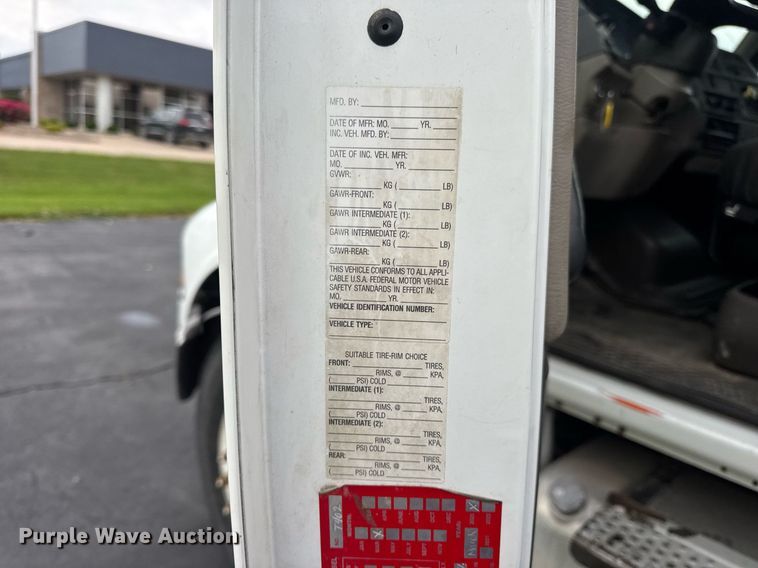 MFD. BY:
DATE OF MFR: MO. YR.
INC. VEH. MFD. BY:
DATE OF INC. VEH. MFR:
MO. YR.
GVWR:
KG ( LB)
GAWR-FRONT:
KG ( LB)
GAWR INTERMEDIATE (1):
KG ( LB)
GAWR INTERMEDIATE (2):
KG ( LB)
GAWR-REAR:
KG ( LB)
THIS VEHICLE CONFORMS TO ALL APPLI-
CABLE U.S.A. FEDERAL MOTOR VEHICLE
SAFETY STANDARDS IN EFFECT IN:
MO. YR.
VEHICLE IDENTIFICATION NUMBER:
VEHICLE TYPE:
SUITABLE TIRE-RIM CHOICE
FRONT: TIRES,
RIMS, @ KPA,
( PSI) COLD
INTERMEDIATE (1):
TIRES,
RIMS, @ KPA,
( PSI) COLD
INTERMEDIATE (2):
TIRES,
RIMS, @ KPA,
( PSI) COLD
REAR: TIRES,
RIMS, @ KPA,
( PSI) COLD
7402
Purple Wave Auction